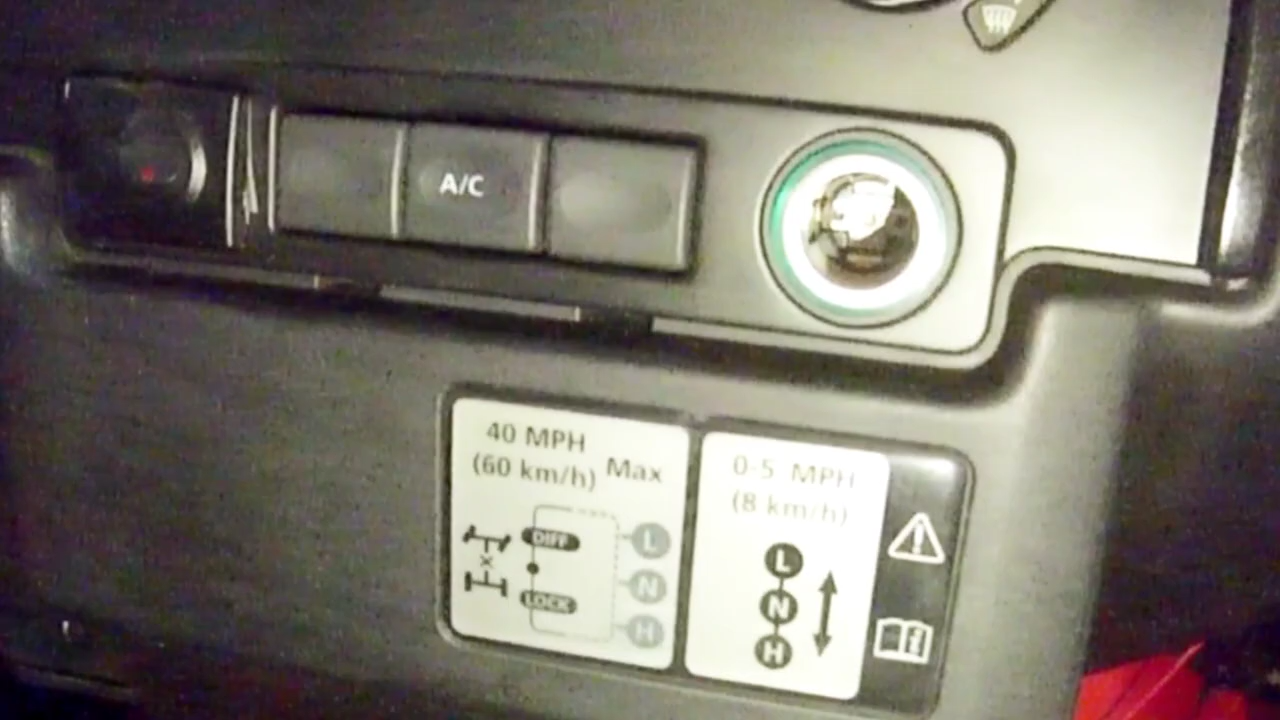 A/C
40 MPH
(60 km/h) Max
DIFF
LOCK
L
N
H
0-5 MPH
(8 km/h)
L
N
H